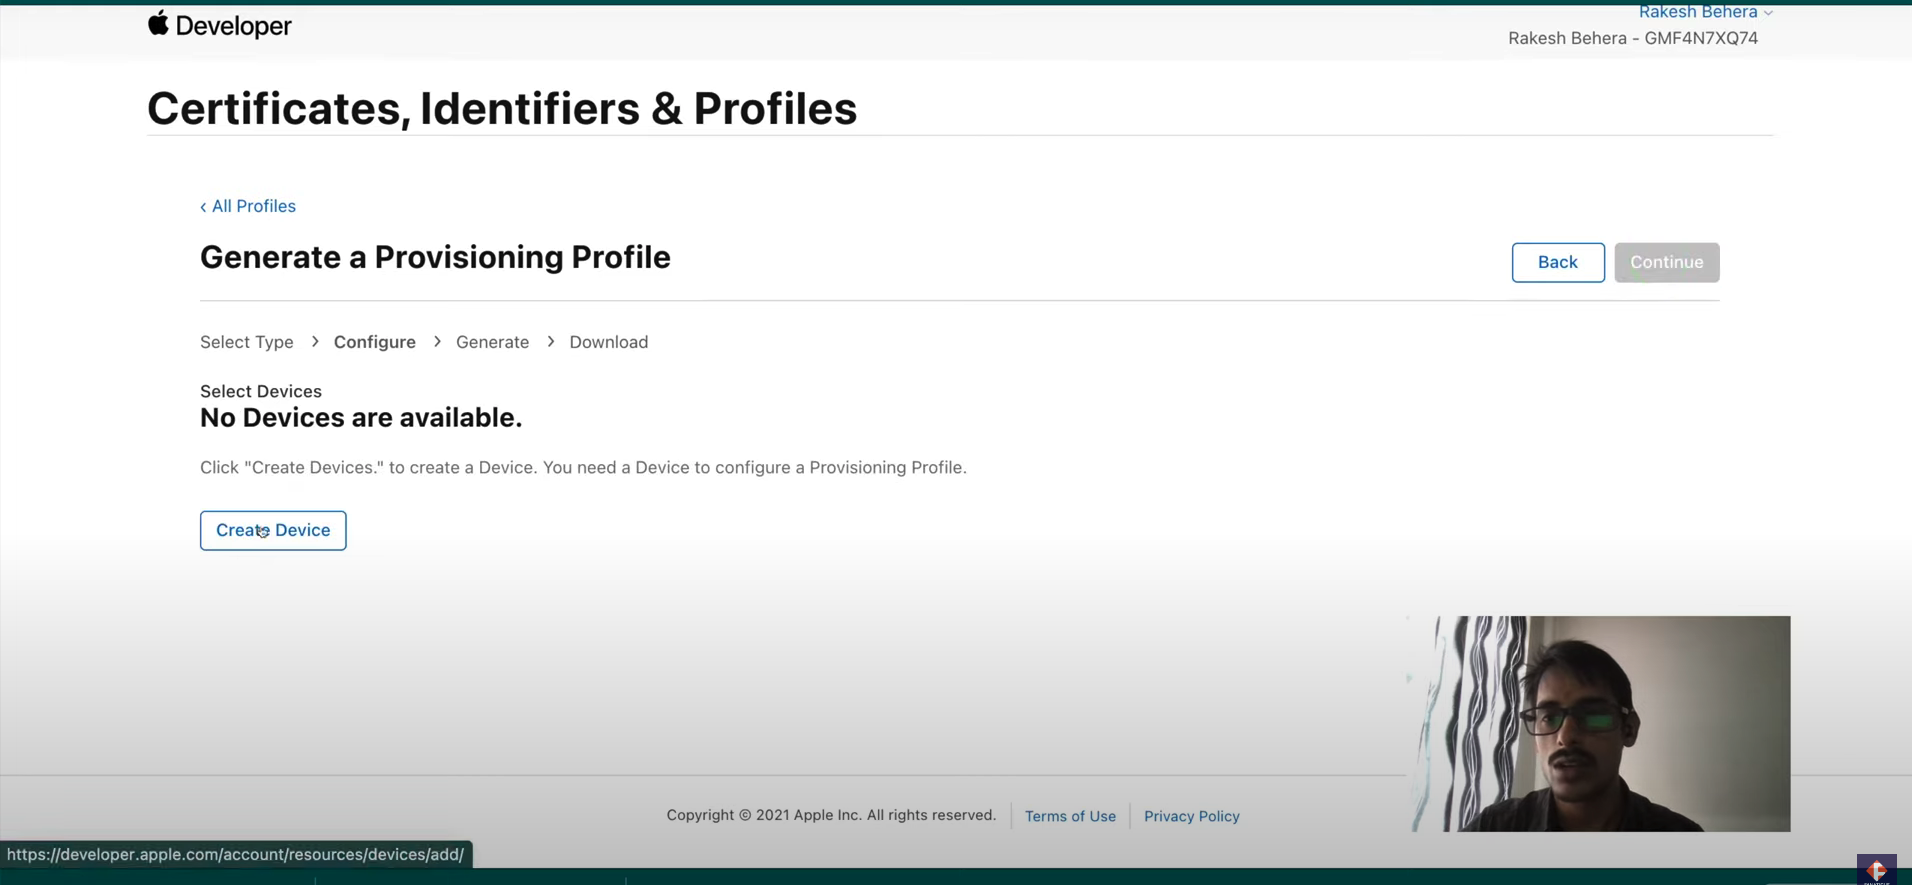 Developer
Rakesh Behera
Rakesh Behera - GMF4N7XQ74
Certificates, Identifiers & Profiles
‹ All Profiles
Generate a Provisioning Profile
Back
Continue
Select Type > Configure > Generate > Download
Select Devices
No Devices are available.
Click "Create Devices." to create a Device. You need a Device to configure a Provisioning Profile.
Create Device
Copyright © 2021 Apple Inc. All rights reserved.
Terms of Use
Privacy Policy
https://developer.apple.com/account/resources/devices/add/